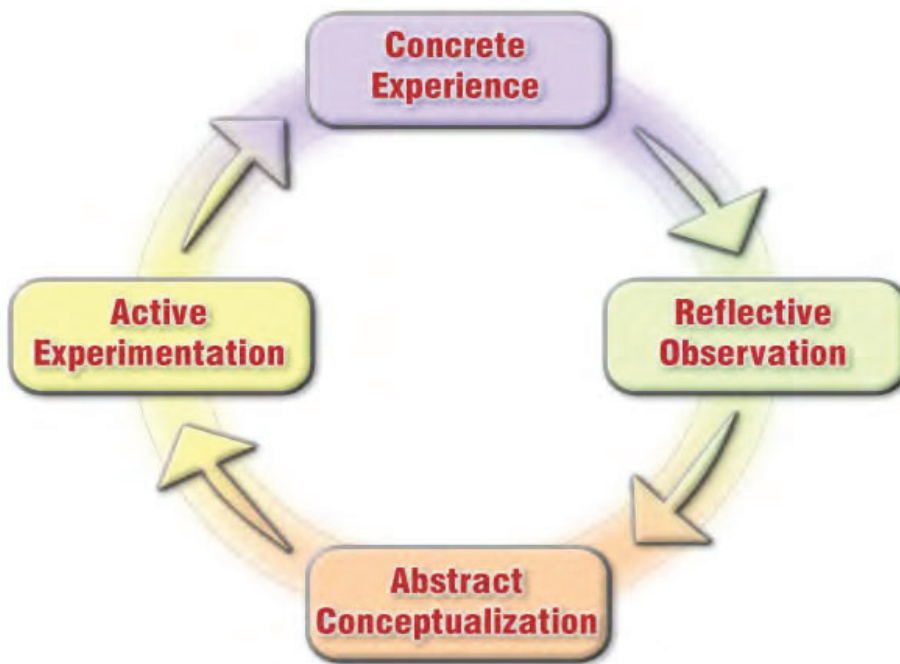 Concrete
Experience
Active
Experimentation
Reflective
Observation
Abstract
Conceptualization